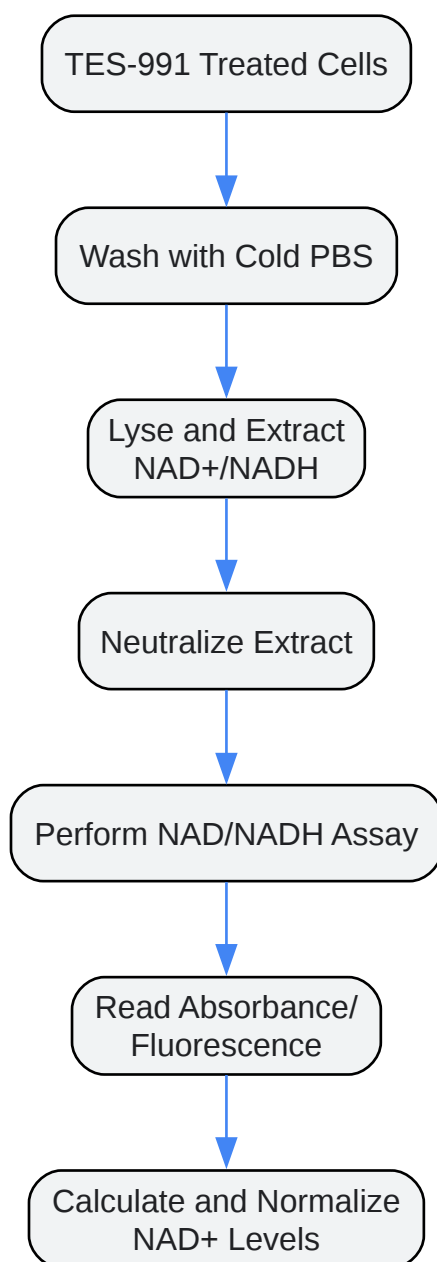 TES-991 Treated Cells
Wash with Cold PBS
Lyse and Extract
NAD+/NADH
Neutralize Extract
Perform NAD/NADH Assay
Read Absorbance/
Fluorescence
Calculate and Normalize
NAD+ Levels